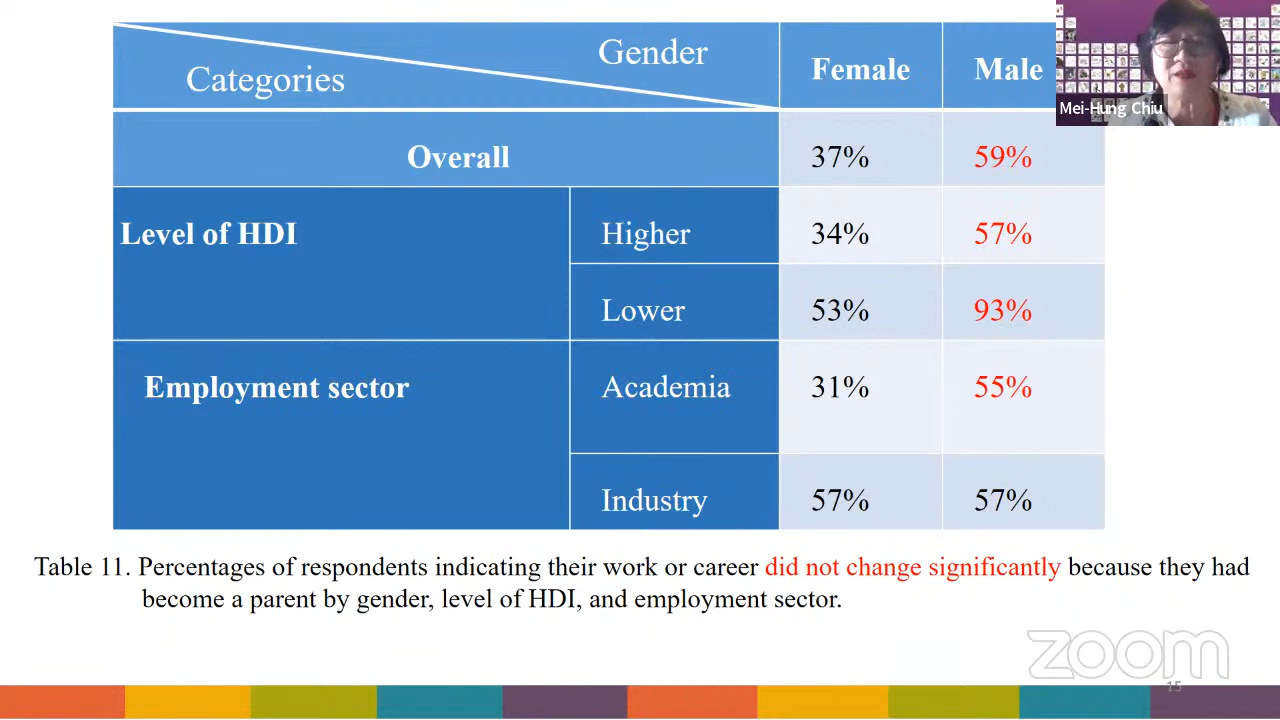 Gender
Categories
Female
Male
Mei-Hung Chiu
Overall
37%
59%
Level of HDI
Higher
34%
57%
Lower
53%
93%
Employment sector
Academia
31%
55%
Industry
57%
57%
Table 11. Percentages of respondents indicating their work or career did not change significantly because they had
become a parent by gender, level of HDI, and employment sector.
zoom
15